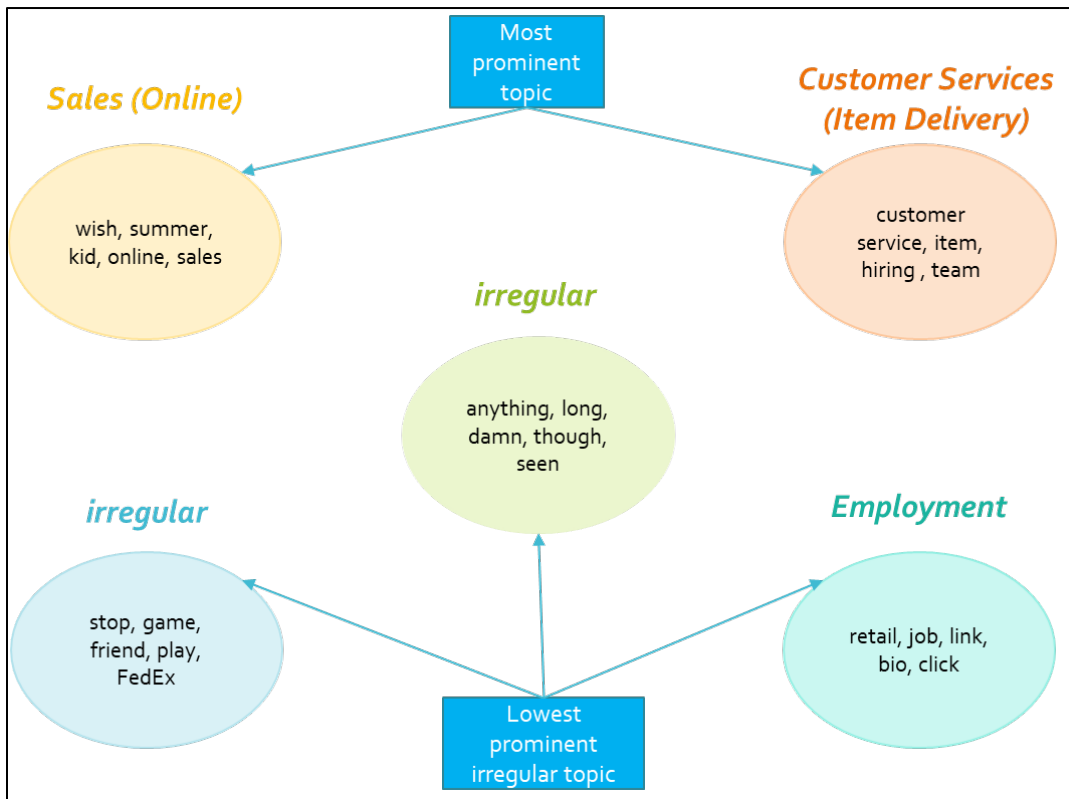 Most
prominent
topic
Sales (Online)
Customer Services
(Item Delivery)
wish, summer,
kid, online, sales
customer
service, item,
hiring , team
irregular
anything, long,
damn, though,
seen
irregular
Employment
stop, game,
friend, play,
FedEx
retail, job, link,
bio, click
Lowest
prominent
irregular topic